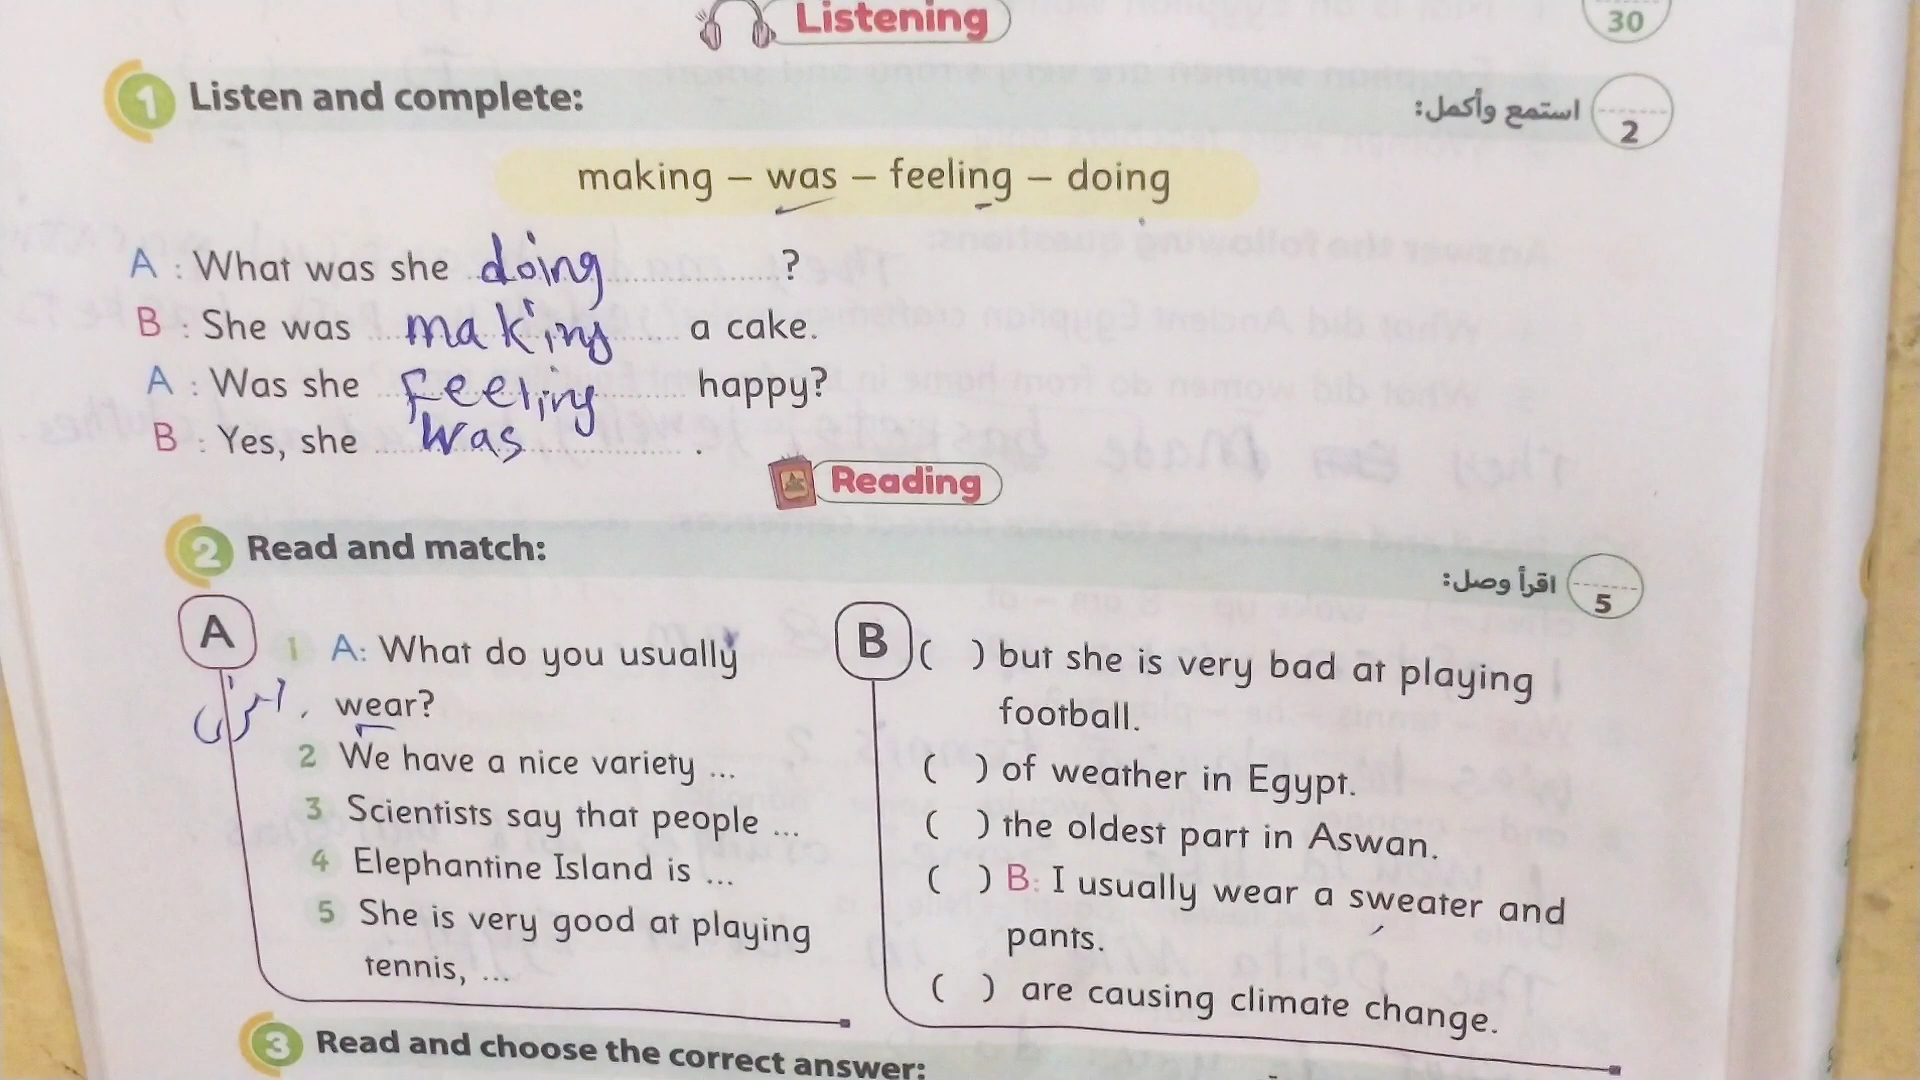 Listening
30
1 Listen and complete:
استمع وأكمل:
2
making – was – feeling – doing
A : What was she doing ?
B : She was making a cake.
A : Was she feeling happy?
B : Yes, she was .
Reading
2 Read and match:
اقرأ وصل:
5
A
1 A: What do you usually
wear?
2 We have a nice variety ...
3 Scientists say that people ...
4 Elephantine Island is ...
5 She is very good at playing
tennis, ...
B
( ) but she is very bad at playing
football.
( ) of weather in Egypt.
( ) the oldest part in Aswan.
( ) B: I usually wear a sweater and
pants.
( ) are causing climate change.
3 Read and choose the correct answer: